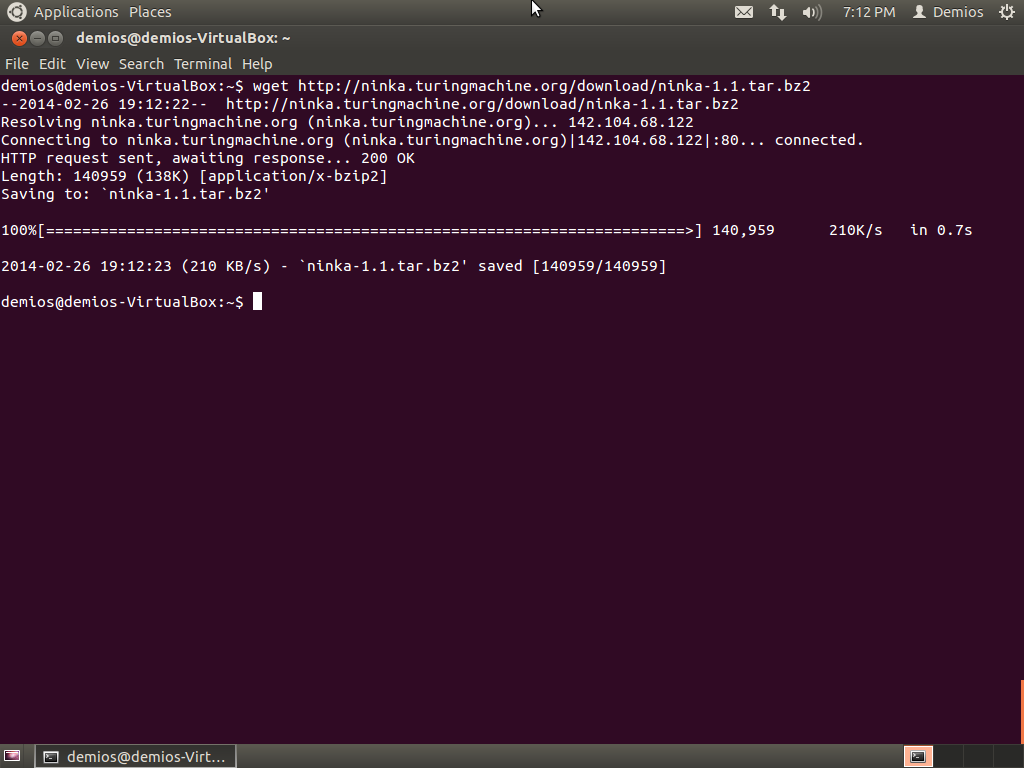 Applications Places 7:12 PM Demios
demios@demios-VirtualBox: ~
File Edit View Search Terminal Help
demios@demios-VirtualBox:~$ wget http://ninka.turingmachine.org/download/ninka-1.1.tar.bz2
--2014-02-26 19:12:22--  http://ninka.turingmachine.org/download/ninka-1.1.tar.bz2
Resolving ninka.turingmachine.org (ninka.turingmachine.org)... 142.104.68.122
Connecting to ninka.turingmachine.org (ninka.turingmachine.org)|142.104.68.122|:80... connected.
HTTP request sent, awaiting response... 200 OK
Length: 140959 (138K) [application/x-bzip2]
Saving to: `ninka-1.1.tar.bz2'
100%[=======================================================================>] 140,959      210K/s   in 0.7s
2014-02-26 19:12:23 (210 KB/s) - `ninka-1.1.tar.bz2' saved [140959/140959]
demios@demios-VirtualBox:~$
demios@demios-Virt...